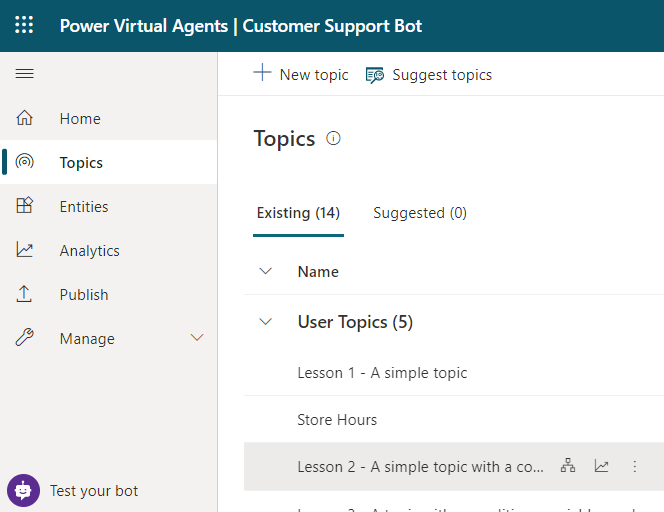 Power Virtual Agents | Customer Support Bot
New topic
Suggest topics
Home
Topics
Entities
Analytics
Publish
Manage
Test your bot
Topics
Existing (14)
Suggested (0)
Name
User Topics (5)
Lesson 1 - A simple topic
Store Hours
Lesson 2 - A simple topic with a co...